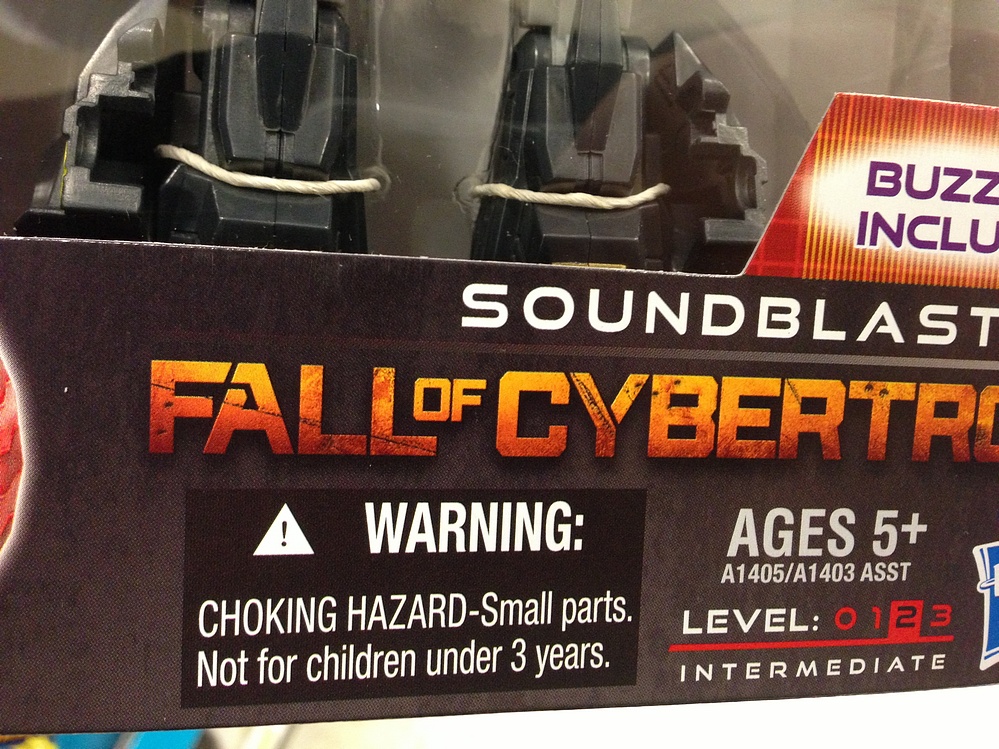 BUZZ
INCLU
SOUNDBLAST
FALL OF CYBERTRO
WARNING:
CHOKING HAZARD-Small parts.
Not for children under 3 years.
AGES 5+
A1405/A1403 ASST
LEVEL: 0 1 2 3
INTERMEDIATE